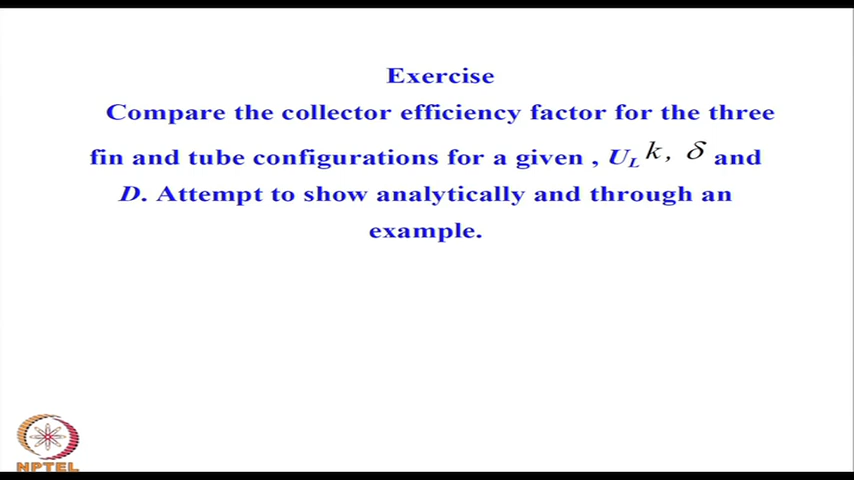 Exercise
Compare the collector efficiency factor for the three
fin and tube configurations for a given , U_L k, δ and
D. Attempt to show analytically and through an
example.
NPTEL